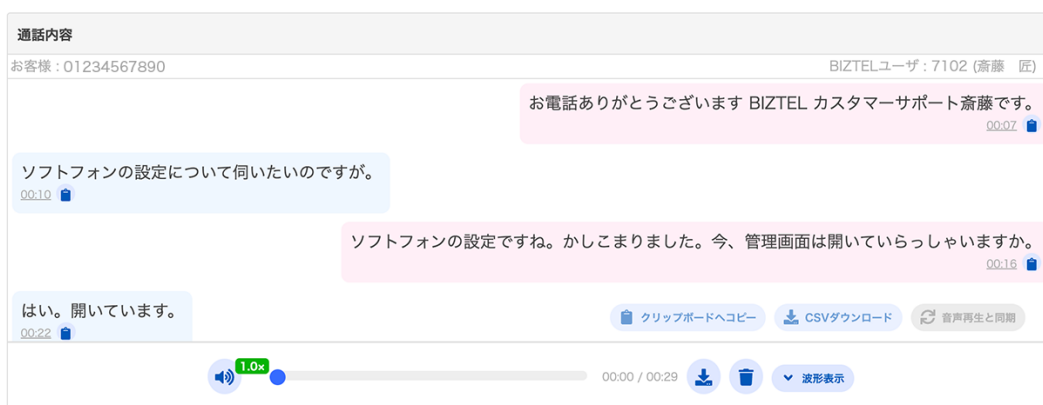 通話内容
お客様 : 01234567890
BIZTELユーザ : 7102 (斎藤　匠)
お電話ありがとうございます BIZTEL カスタマーサポート斎藤です。
00:07
ソフトフォンの設定について伺いたいのですが。
00:10
ソフトフォンの設定ですね。かしこまりました。今、管理画面は開いていらっしゃいますか。
00:16
はい。開いています。
00:22
クリップボードへコピー
CSVダウンロード
音声再生と同期
1.0×
00:00 / 00:29
波形表示